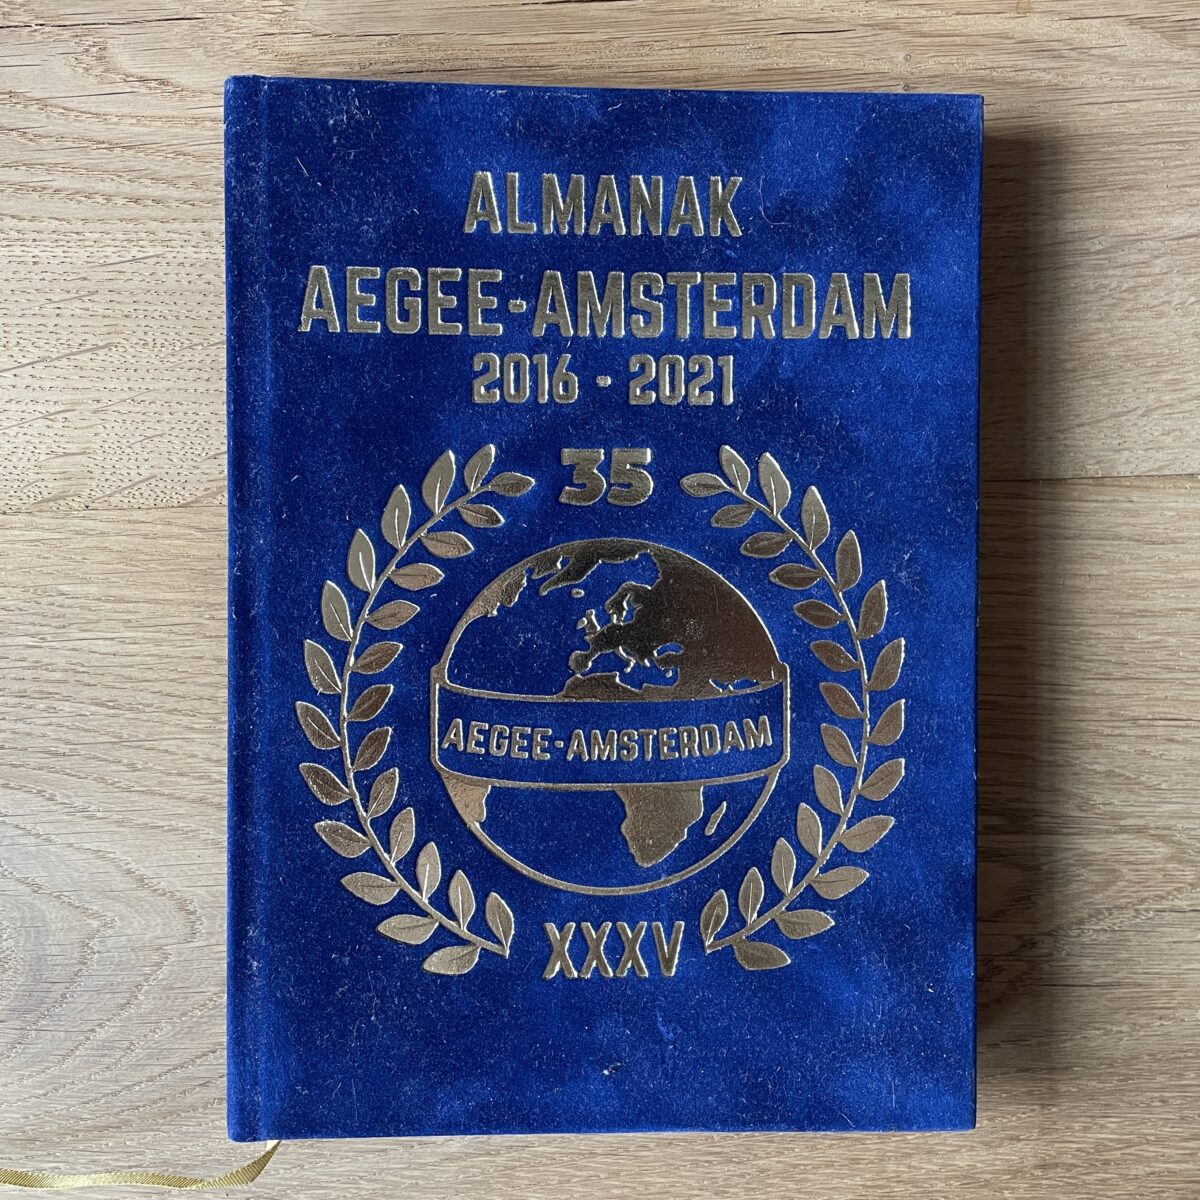 ALMANAK
AEGEE-AMSTERDAM
2016 - 2021
35
AEGEE-AMSTERDAM
XXXV